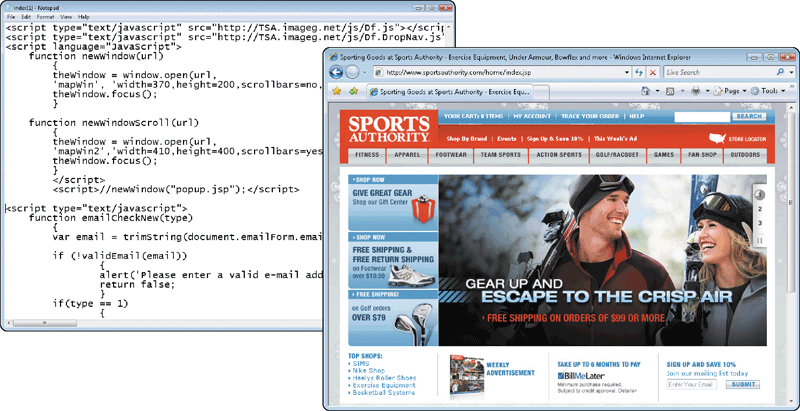 index(1) - Notepad
File Edit Format View Help
<script type="text/javascript" src="http://TSA.imageg.net/js/Df.js"></scrip
<script type="text/javascript" src="http://TSA.imageg.net/js/Df.DropNav.js"
<script language="JavaScript">
function newWindow(url)
{
theWindow = window.open(url,
'mapWin', 'width=370,height=200,scrollbars=no,
theWindow.focus();
}
function newWindowScroll(url)
{
theWindow = window.open(url,
'mapWin2','width=410,height=400,scrollbars=yes
theWindow.focus();
}
</script>
<script>//newWindow("popup.jsp");</script>
<script type="text/javascript">
function emailCheckNew(type)
{
var email = trimString(document.emailForm.emai
if (!validEmail(email))
{
alert('Please enter a valid e-mail add
return false;
}
if(type == 1)
{
Sporting Goods at Sports Authority - Exercise Equipment, Under Armour, Bowflex and more - Windows Internet Explorer
http://www.sportsauthority.com/home/index.jsp
Live Search
Sporting Goods at Sports Authority - Exercise Equ...
Page Tools
YOUR CART: 0 ITEMS | MY ACCOUNT | TRACK YOUR ORDER | HELP
SEARCH
SPORTS
AUTHORITY
Shop By Brand | Events | Sign Up & Save 10% | This Week's Ad
STORE LOCATOR
FITNESS APPAREL FOOTWEAR TEAM SPORTS ACTION SPORTS GOLF/RACQUET GAMES FAN SHOP OUTDOORS
SHOP NOW
GIVE GREAT GEAR
Shop our Gift Center
SHOP NOW
FREE SHIPPING &
FREE RETURN SHIPPING
on Footwear
over $19.99
FREE SHIPPING!
on Golf orders
OVER $79
1
2
3
GEAR UP AND
ESCAPE TO THE CRISP AIR
FREE SHIPPING ON ORDERS OF $99 OR MORE.
TOP SHOPS:
SIMS
Nike Shop
Heelys Roller Shoes
Exercise Equipment
Basketball Systems
WEEKLY
ADVERTISEMENT
TAKE UP TO 6 MONTHS TO PAY
BillMeLater
Minimum purchase required.
Subject to credit approval. Details>
SIGN UP AND SAVE 10%
Join our mailing list today
Enter Your Email
SUBMIT